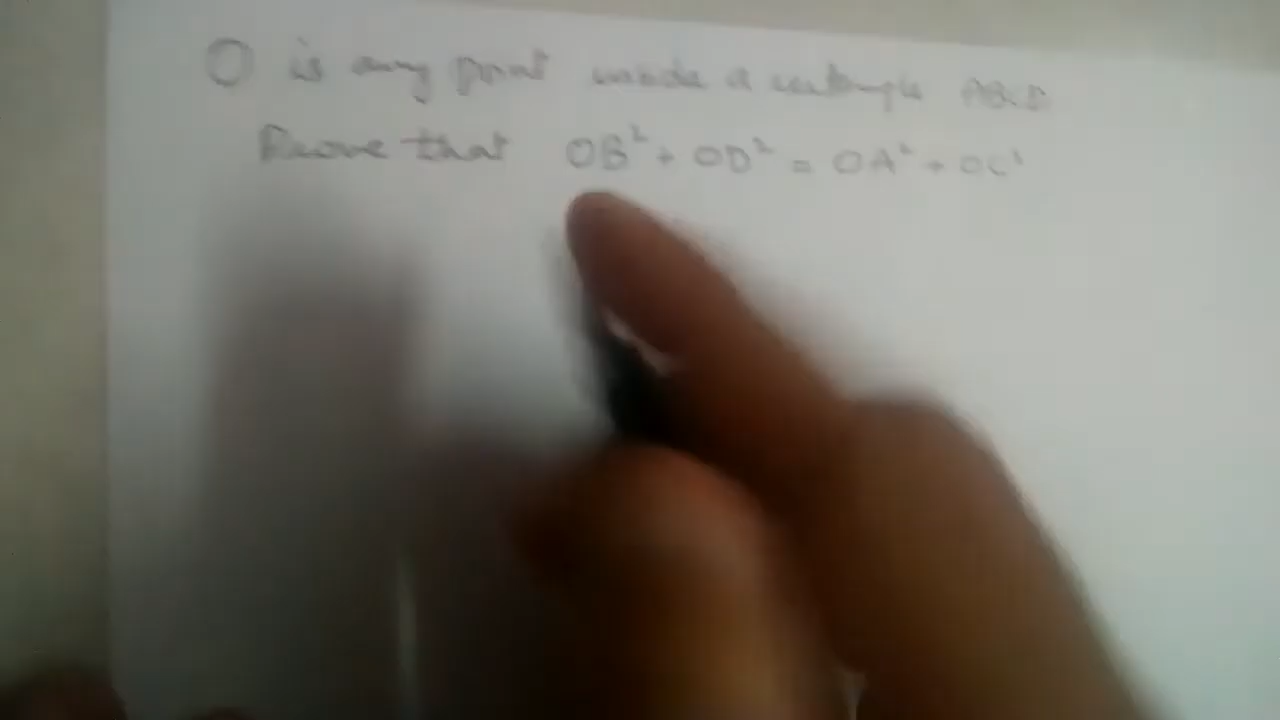 O is any point inside a rectangle ABCD
Prove that OB² + OD² = OA² + OC²